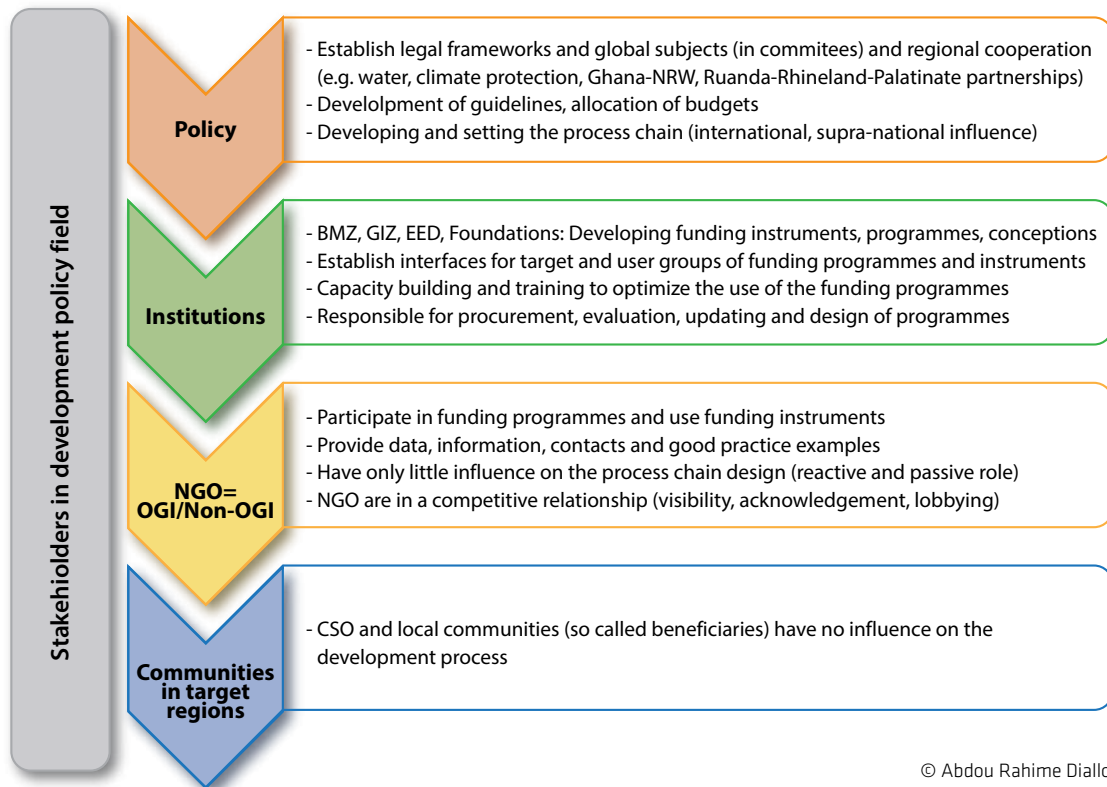 Stakehiolders in development policy field
Policy
- Establish legal frameworks and global subjects (in commitees) and regional cooperation
(e.g. water, climate protection, Ghana-NRW, Ruanda-Rhineland-Palatinate partnerships)
- Develolpment of guidelines, allocation of budgets
- Developing and setting the process chain (international, supra-national influence)
Institutions
- BMZ, GIZ, EED, Foundations: Developing funding instruments, programmes, conceptions
- Establish interfaces for target and user groups of funding programmes and instruments
- Capacity building and training to optimize the use of the funding programmes
- Responsible for procurement, evaluation, updating and design of programmes
NGO=
OGI/Non-OGI
- Participate in funding programmes and use funding instruments
- Provide data, information, contacts and good practice examples
- Have only little influence on the process chain design (reactive and passive role)
- NGO are in a competitive relationship (visibility, acknowledgement, lobbying)
Communities
in target
regions
- CSO and local communities (so called beneficiaries) have no influence on the
development process
© Abdou Rahime Diallo